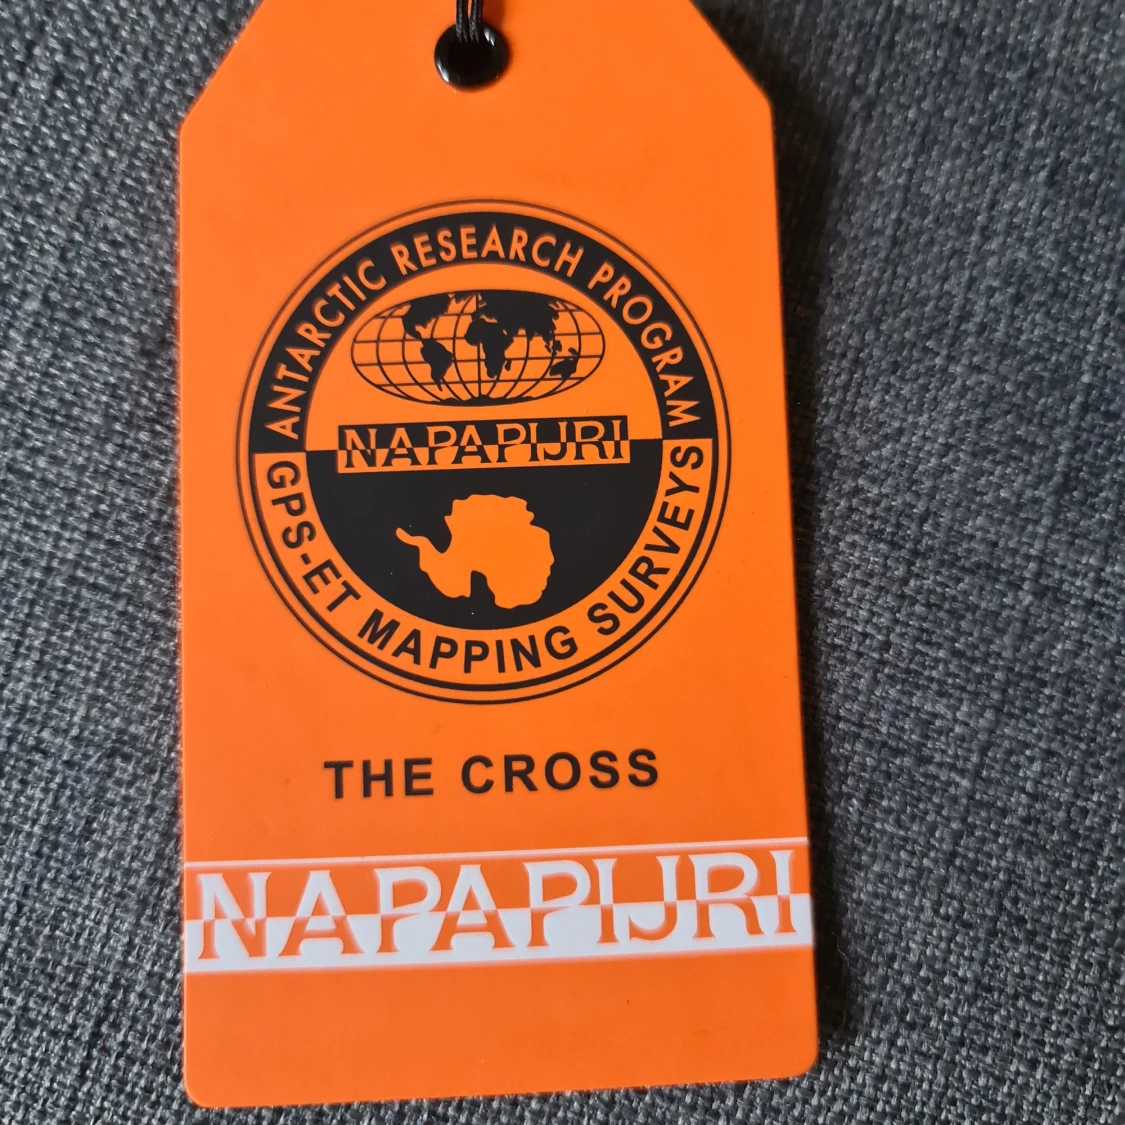 ANTARCTIC RESEARCH PROGRAM
NAPAPIJRI
GPS-ET MAPPING SURVEYS
THE CROSS
NAPAPIJRI